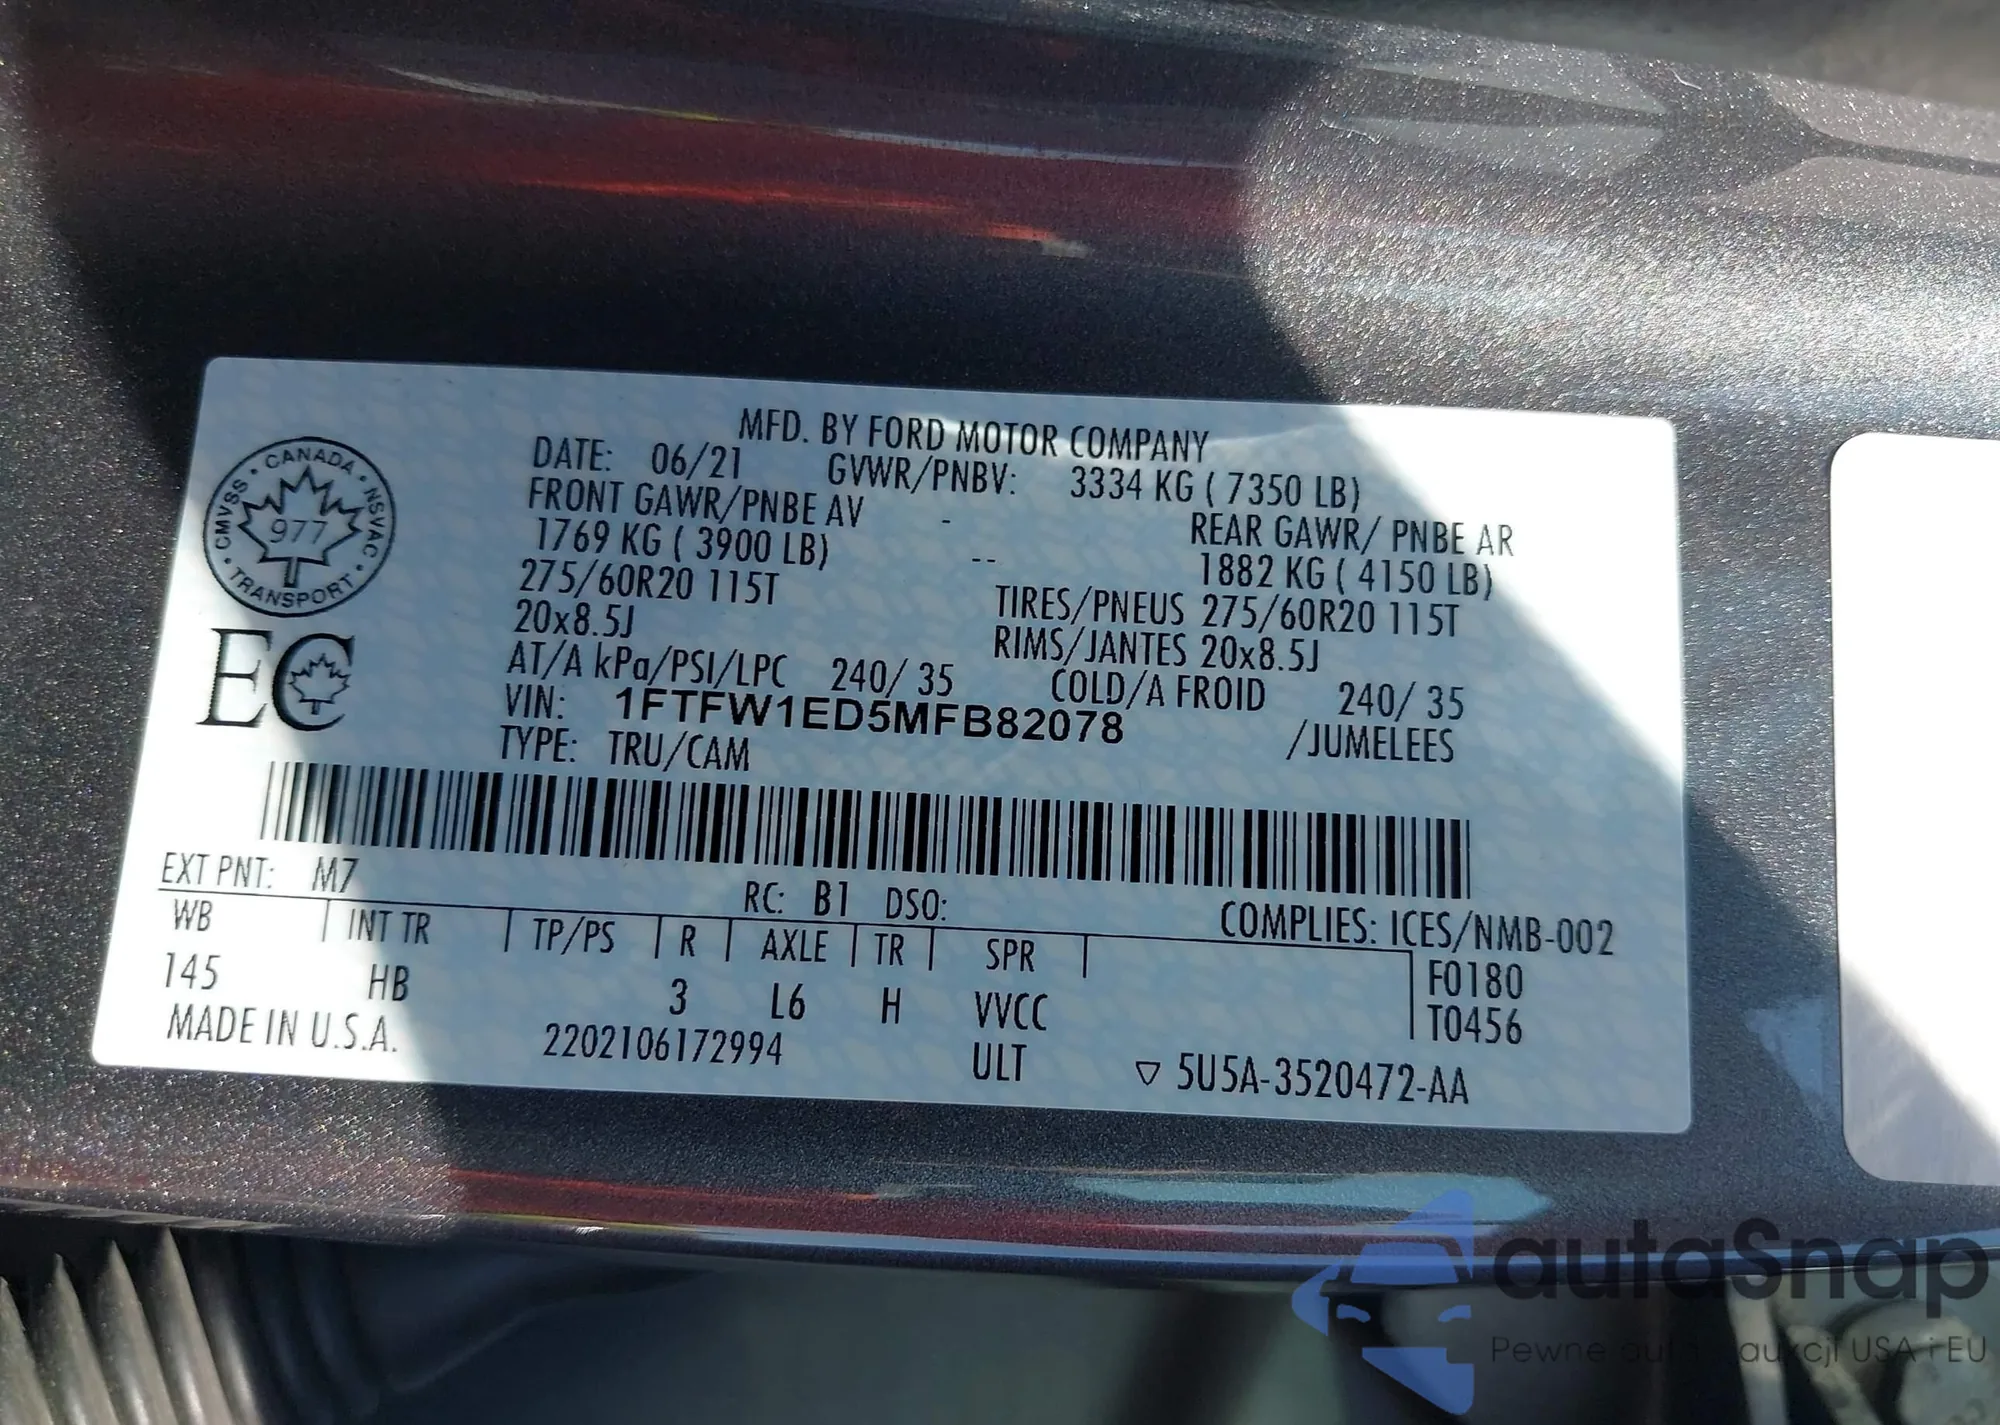 MFD. BY FORD MOTOR COMPANY
DATE: 06/21 GVWR/PNBV: 3334 KG ( 7350 LB)
FRONT GAWR/PNBE AV - REAR GAWR/ PNBE AR
1769 KG ( 3900 LB) -- 1882 KG ( 4150 LB)
275/60R20 115T TIRES/PNEUS 275/60R20 115T
20x8.5J RIMS/JANTES 20x8.5J
AT/A kPa/PSI/LPC 240/ 35 COLD/A FROID 240/ 35
VIN: 1FTFW1ED5MFB82078 /JUMELEES
TYPE: TRU/CAM
CANADA · NSVAC · TRANSPORT · CMVSS ·
977
EC
EXT PNT: M7 RC: B1 DSO: COMPLIES: ICES/NMB-002
WB | INT TR | TP/PS | R | AXLE | TR | SPR | F0180
145 HB 3 L6 H VVCC T0456
MADE IN U.S.A. 2202106172994 ULT ▽ 5U5A-3520472-AA
autaSnap
Pewne auta aukcji USA i EU